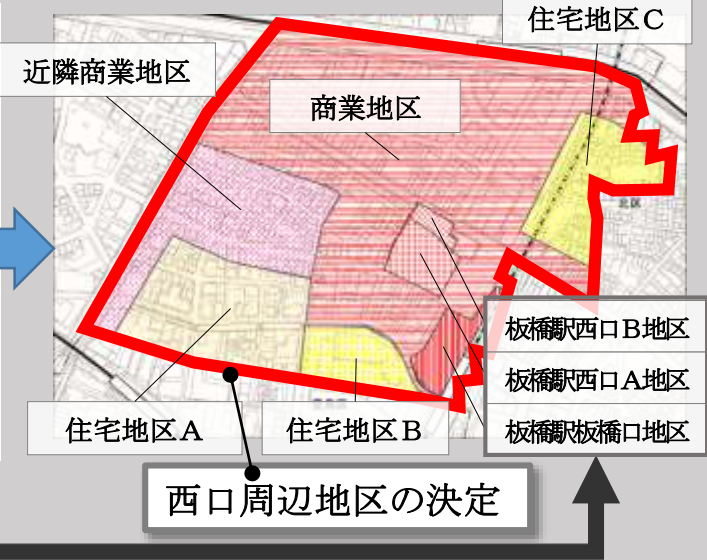 住宅地区C
近隣商業地区
商業地区
北区
板橋駅西口B地区
板橋駅西口A地区
板橋駅板橋口地区
住宅地区A
住宅地区B
西口周辺地区の決定